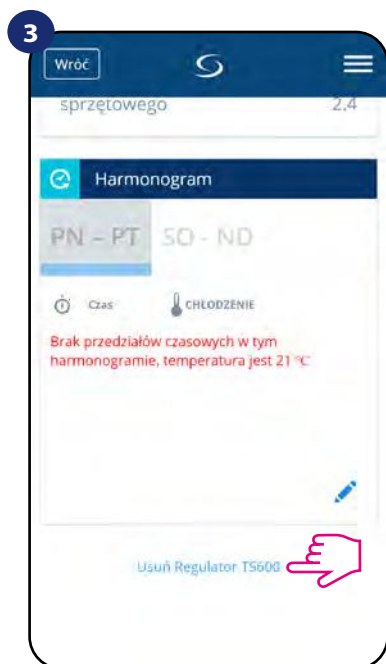 3
Wróć
sprzętowego 2.4
Harmonogram
PN – PT SO - ND
Czas CHŁODZENIE
Brak przedziałów czasowych w tym
harmonogramie, temperatura jest 21 °C
Usuń Regulator TS600